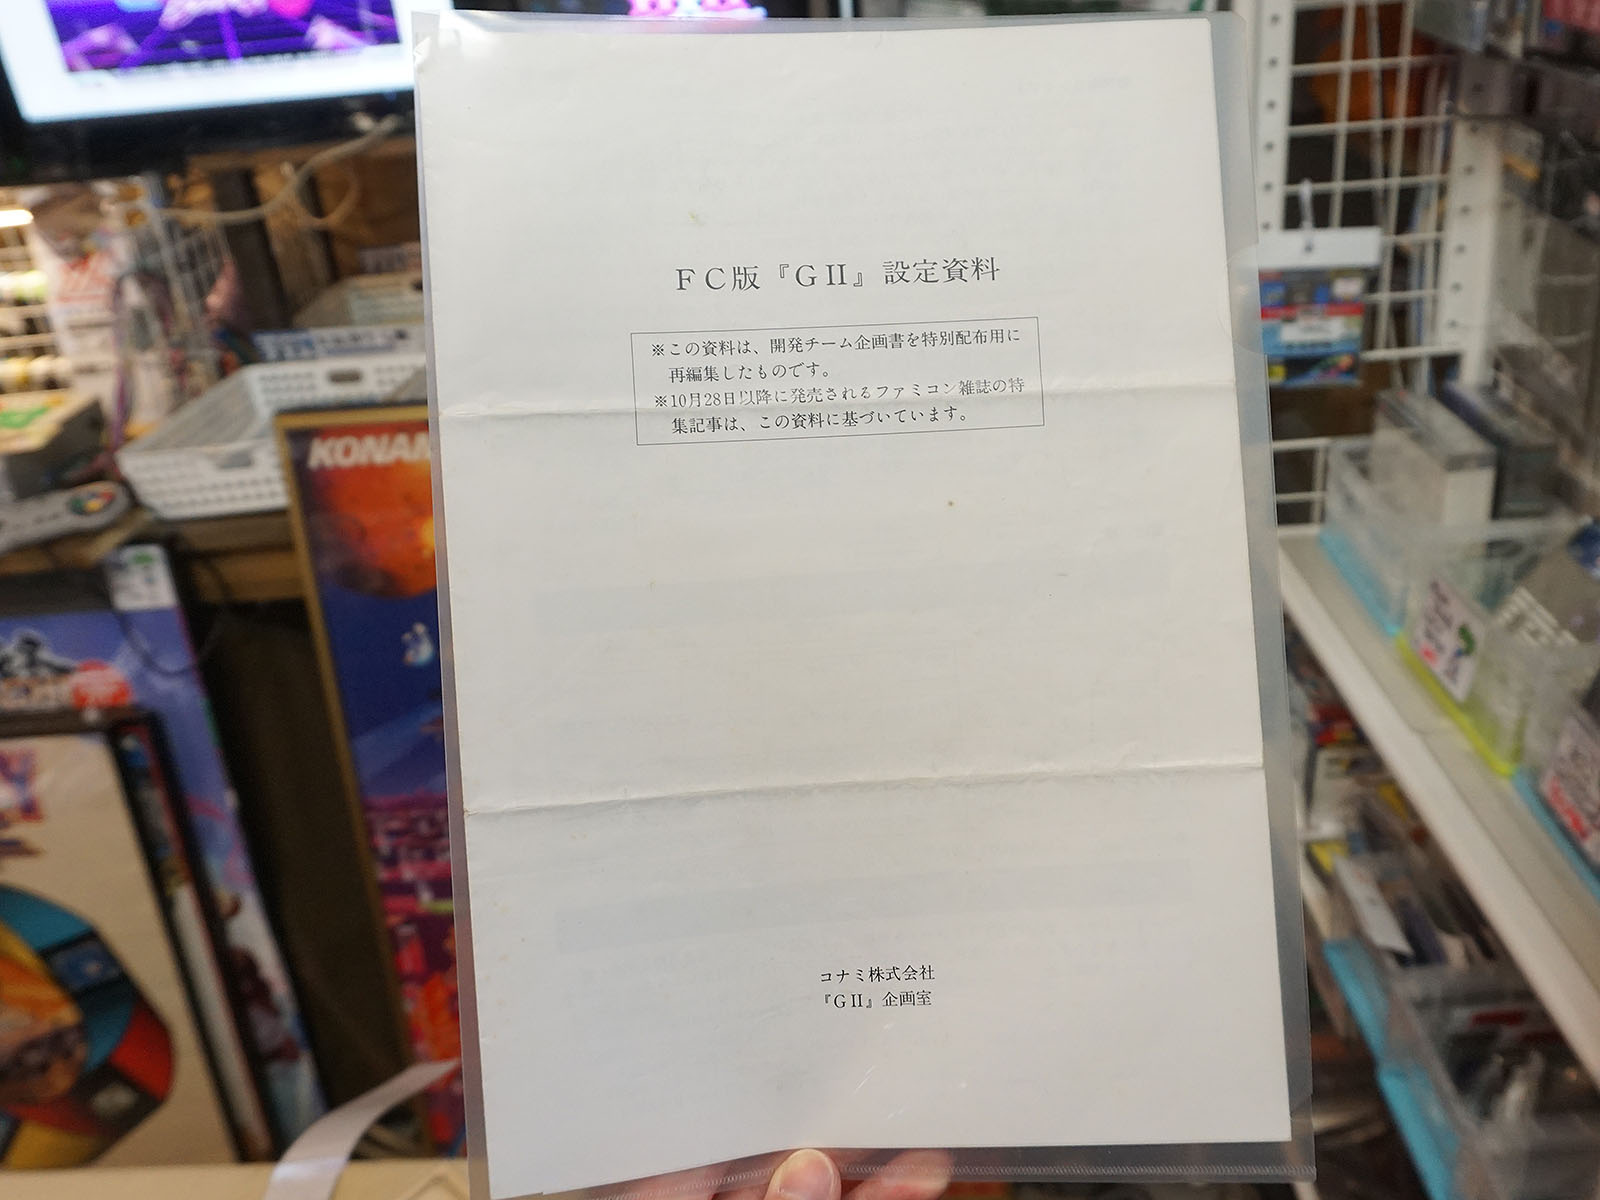 FC版『GⅡ』設定資料
※この資料は、開発チーム企画書を特別配布用に
再編集したものです。
※10月28日以降に発売されるファミコン雑誌の特
集記事は、この資料に基づいています。
コナミ株式会社
『GⅡ』企画室
KONAM